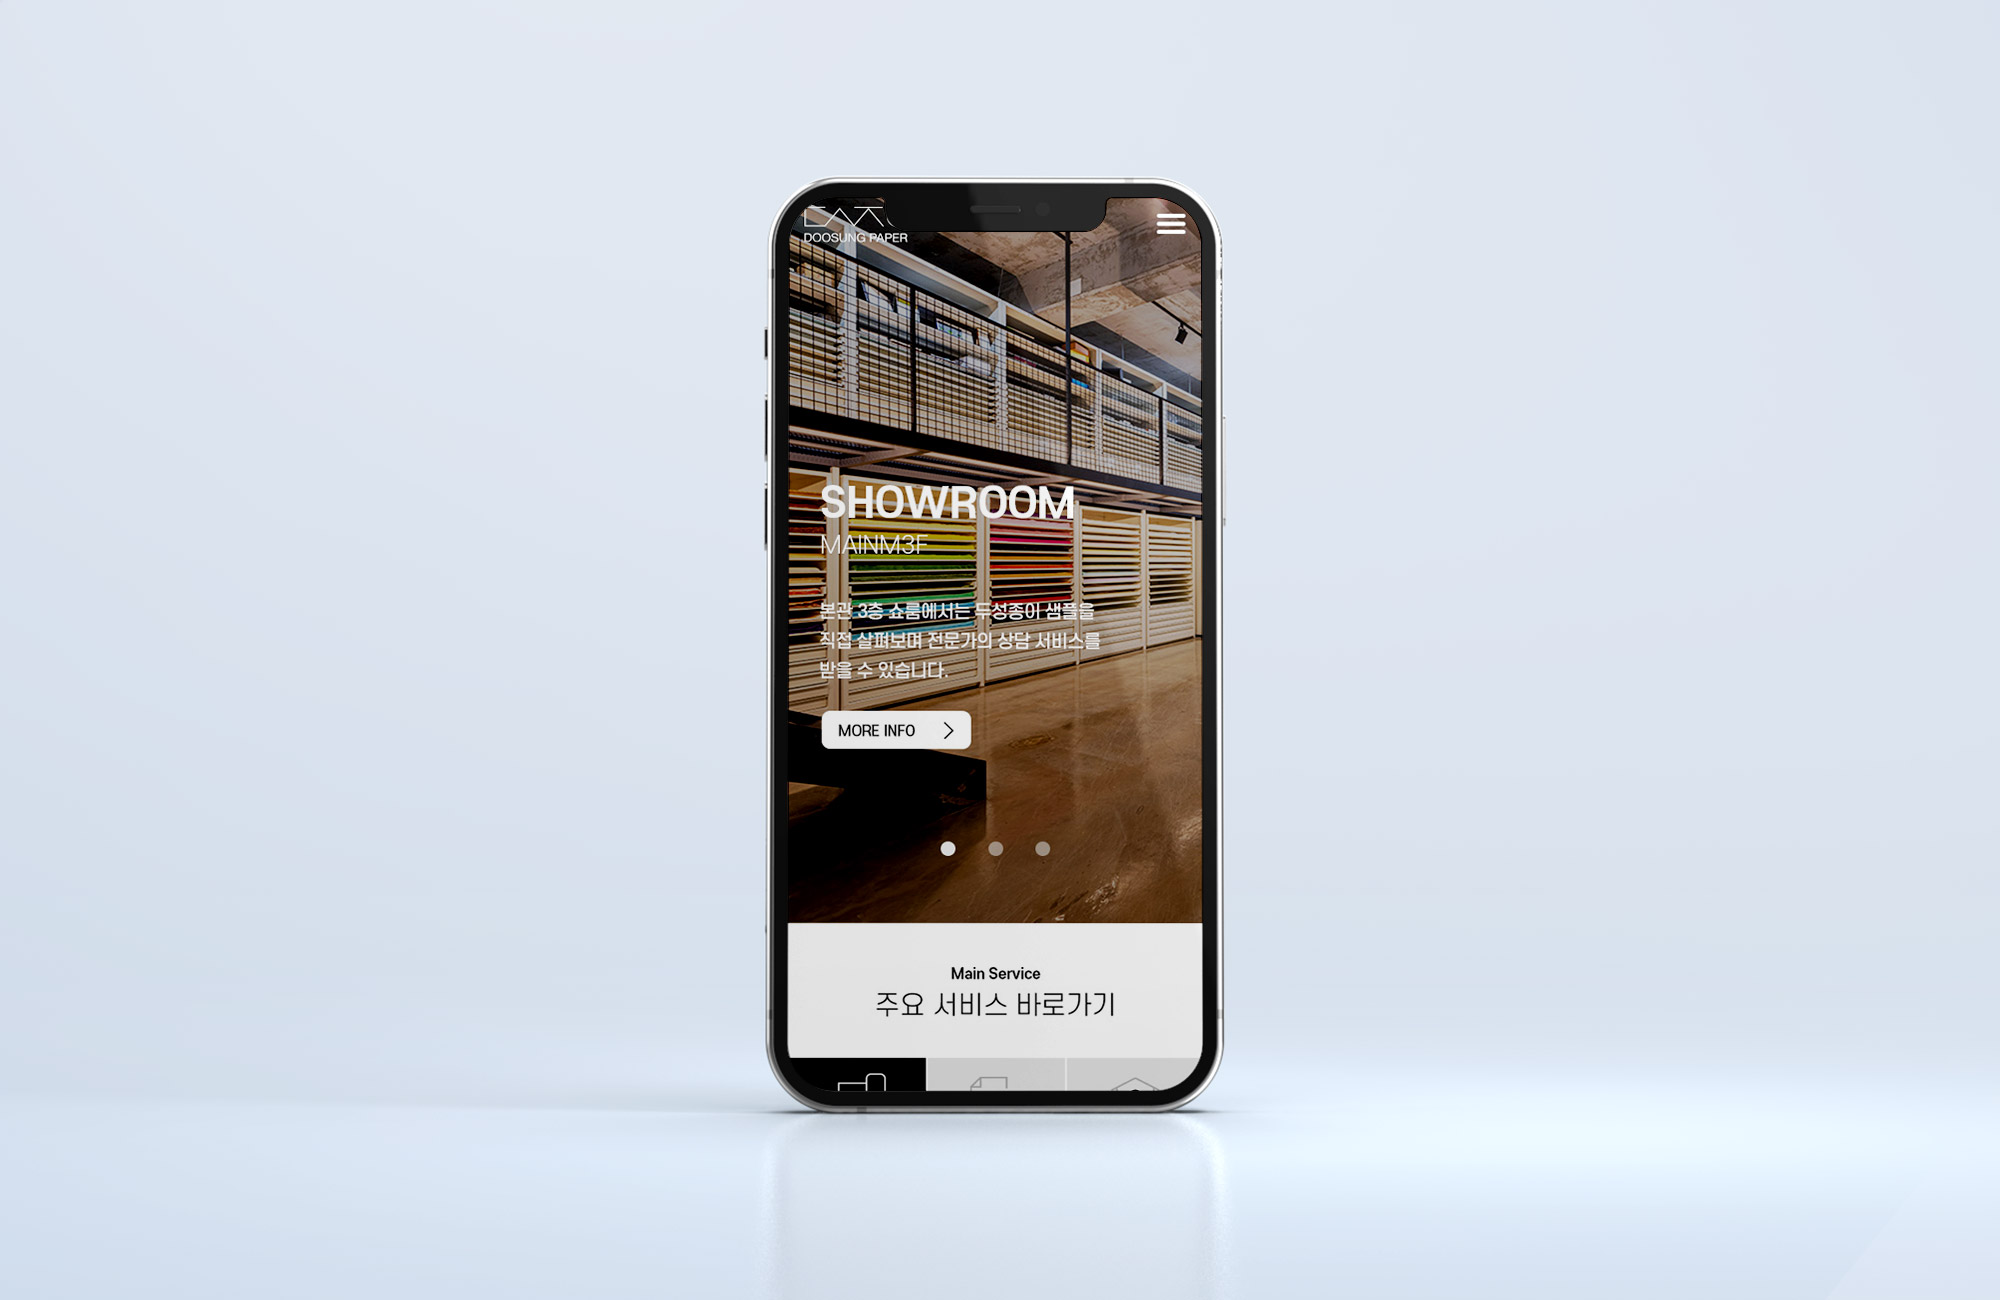 DOOSUNG PAPER
SHOWROOM
MAINM3F
본관 3층 쇼룸에서는 두성종이 샘플을
직접 살펴보며 전문가의 상담 서비스를
받을 수 있습니다.
MORE INFO
Main Service
주요 서비스 바로가기